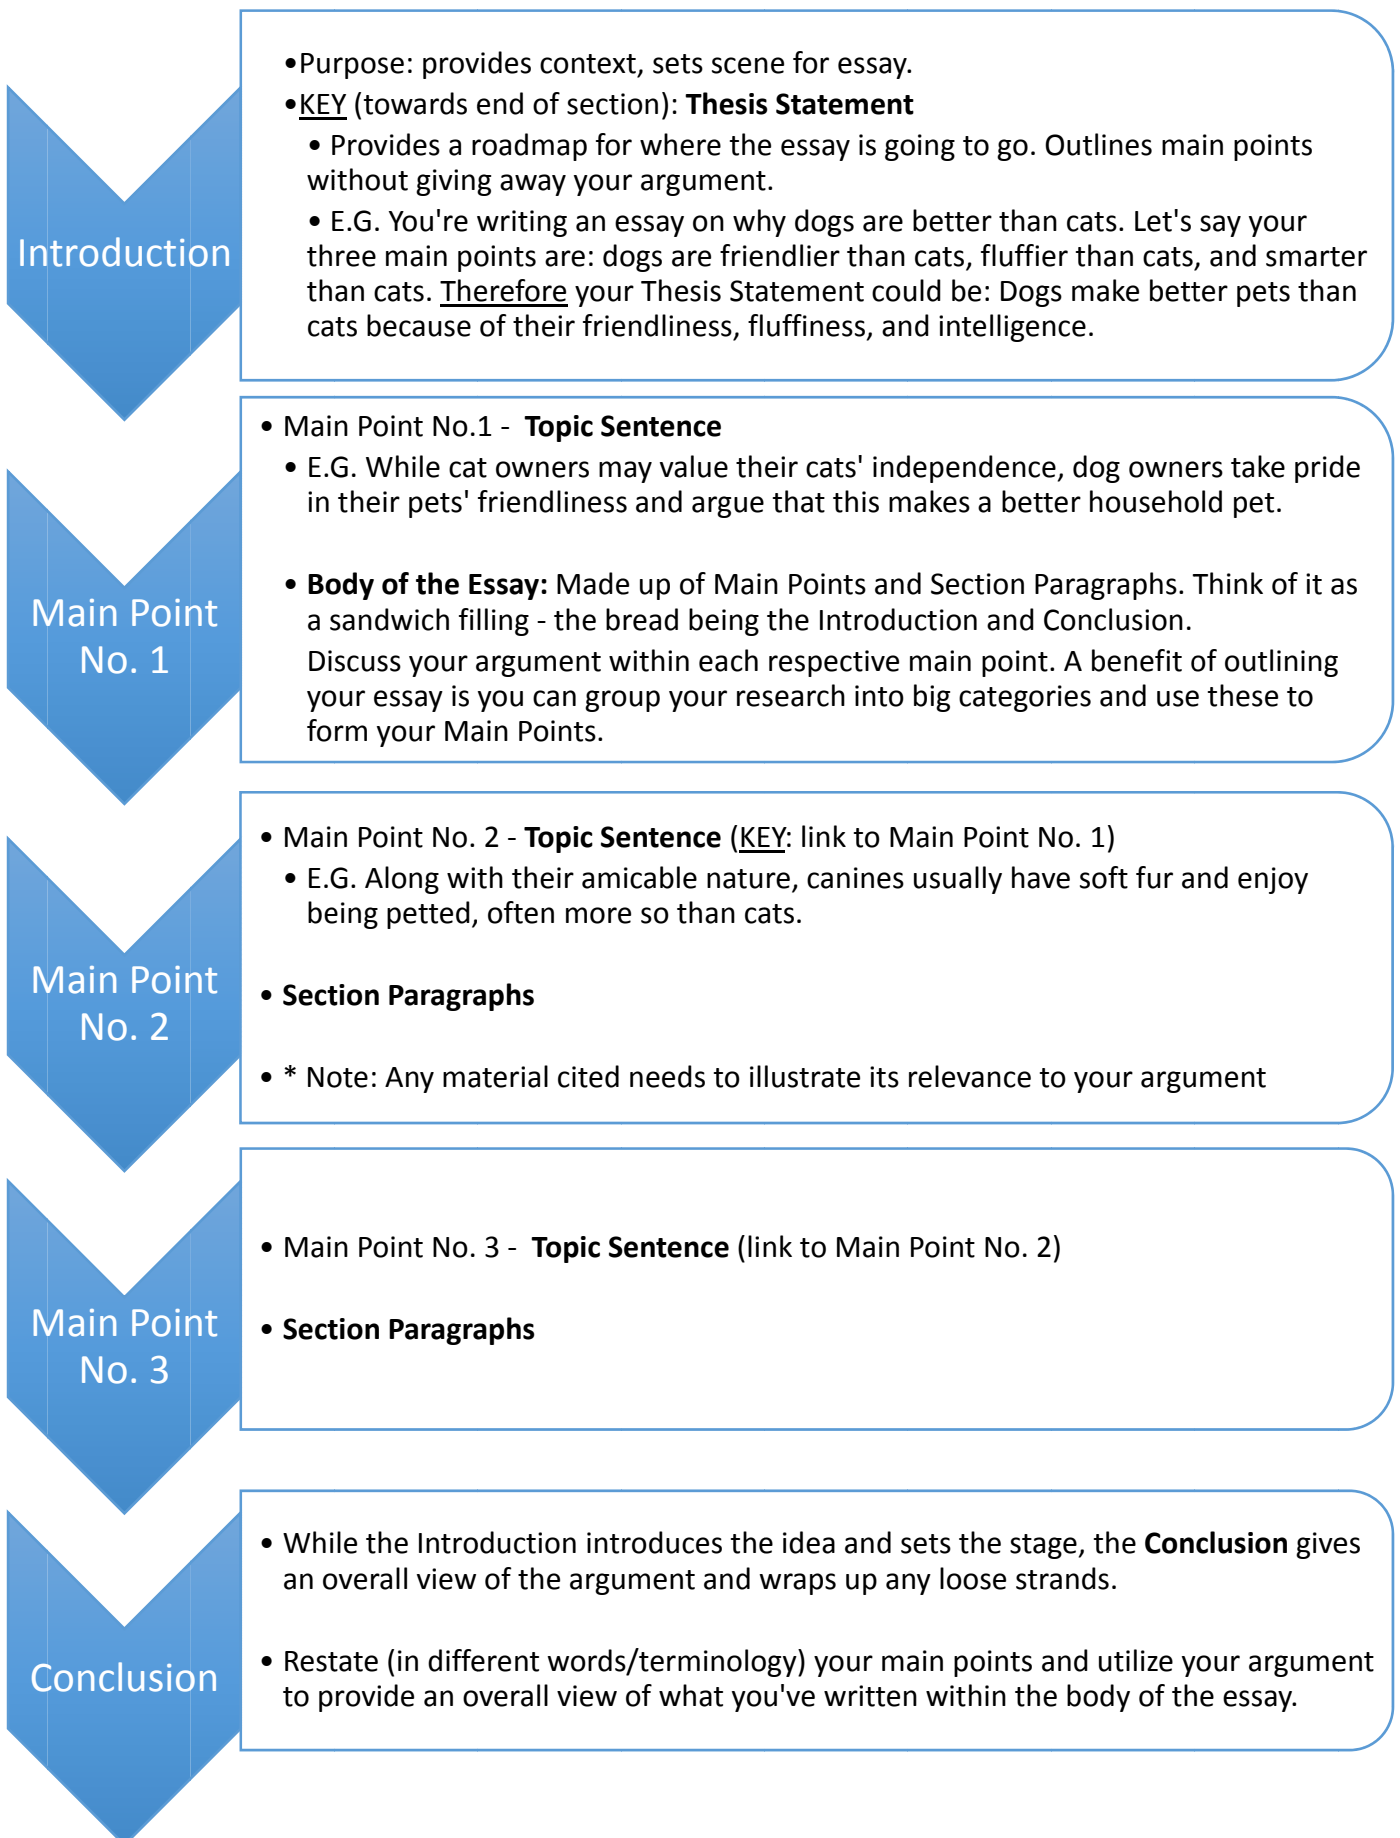 Introduction
•Purpose: provides context, sets scene for essay.
•KEY (towards end of section): Thesis Statement
• Provides a roadmap for where the essay is going to go. Outlines main points
without giving away your argument.
• E.G. You're writing an essay on why dogs are better than cats. Let's say your
three main points are: dogs are friendlier than cats, fluffier than cats, and smarter
than cats. Therefore your Thesis Statement could be: Dogs make better pets than
cats because of their friendliness, fluffiness, and intelligence.
Main Point
No. 1
• Main Point No.1 - Topic Sentence
• E.G. While cat owners may value their cats' independence, dog owners take pride
in their pets' friendliness and argue that this makes a better household pet.
• Body of the Essay: Made up of Main Points and Section Paragraphs. Think of it as
a sandwich filling - the bread being the Introduction and Conclusion.
Discuss your argument within each respective main point. A benefit of outlining
your essay is you can group your research into big categories and use these to
form your Main Points.
Main Point
No. 2
• Main Point No. 2 - Topic Sentence (KEY: link to Main Point No. 1)
• E.G. Along with their amicable nature, canines usually have soft fur and enjoy
being petted, often more so than cats.
• Section Paragraphs
• * Note: Any material cited needs to illustrate its relevance to your argument
Main Point
No. 3
• Main Point No. 3 - Topic Sentence (link to Main Point No. 2)
• Section Paragraphs
Conclusion
• While the Introduction introduces the idea and sets the stage, the Conclusion gives
an overall view of the argument and wraps up any loose strands.
• Restate (in different words/terminology) your main points and utilize your argument
to provide an overall view of what you've written within the body of the essay.